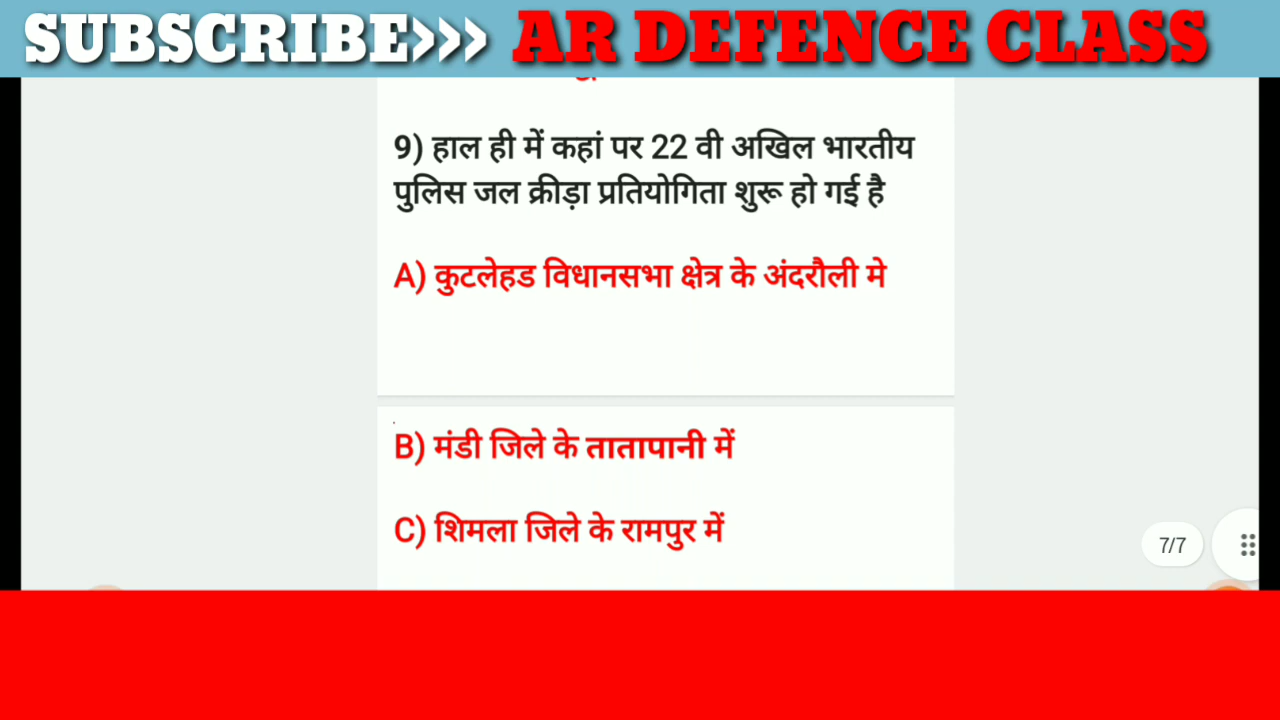 SUBSCRIBE>>> AR DEFENCE CLASS
9) हाल ही में कहां पर 22 वी अखिल भारतीय
पुलिस जल क्रीड़ा प्रतियोगिता शुरू हो गई है
A) कुटलेहड विधानसभा क्षेत्र के अंदरौली मे
B) मंडी जिले के तातापानी में
C) शिमला जिले के रामपुर में
7/7